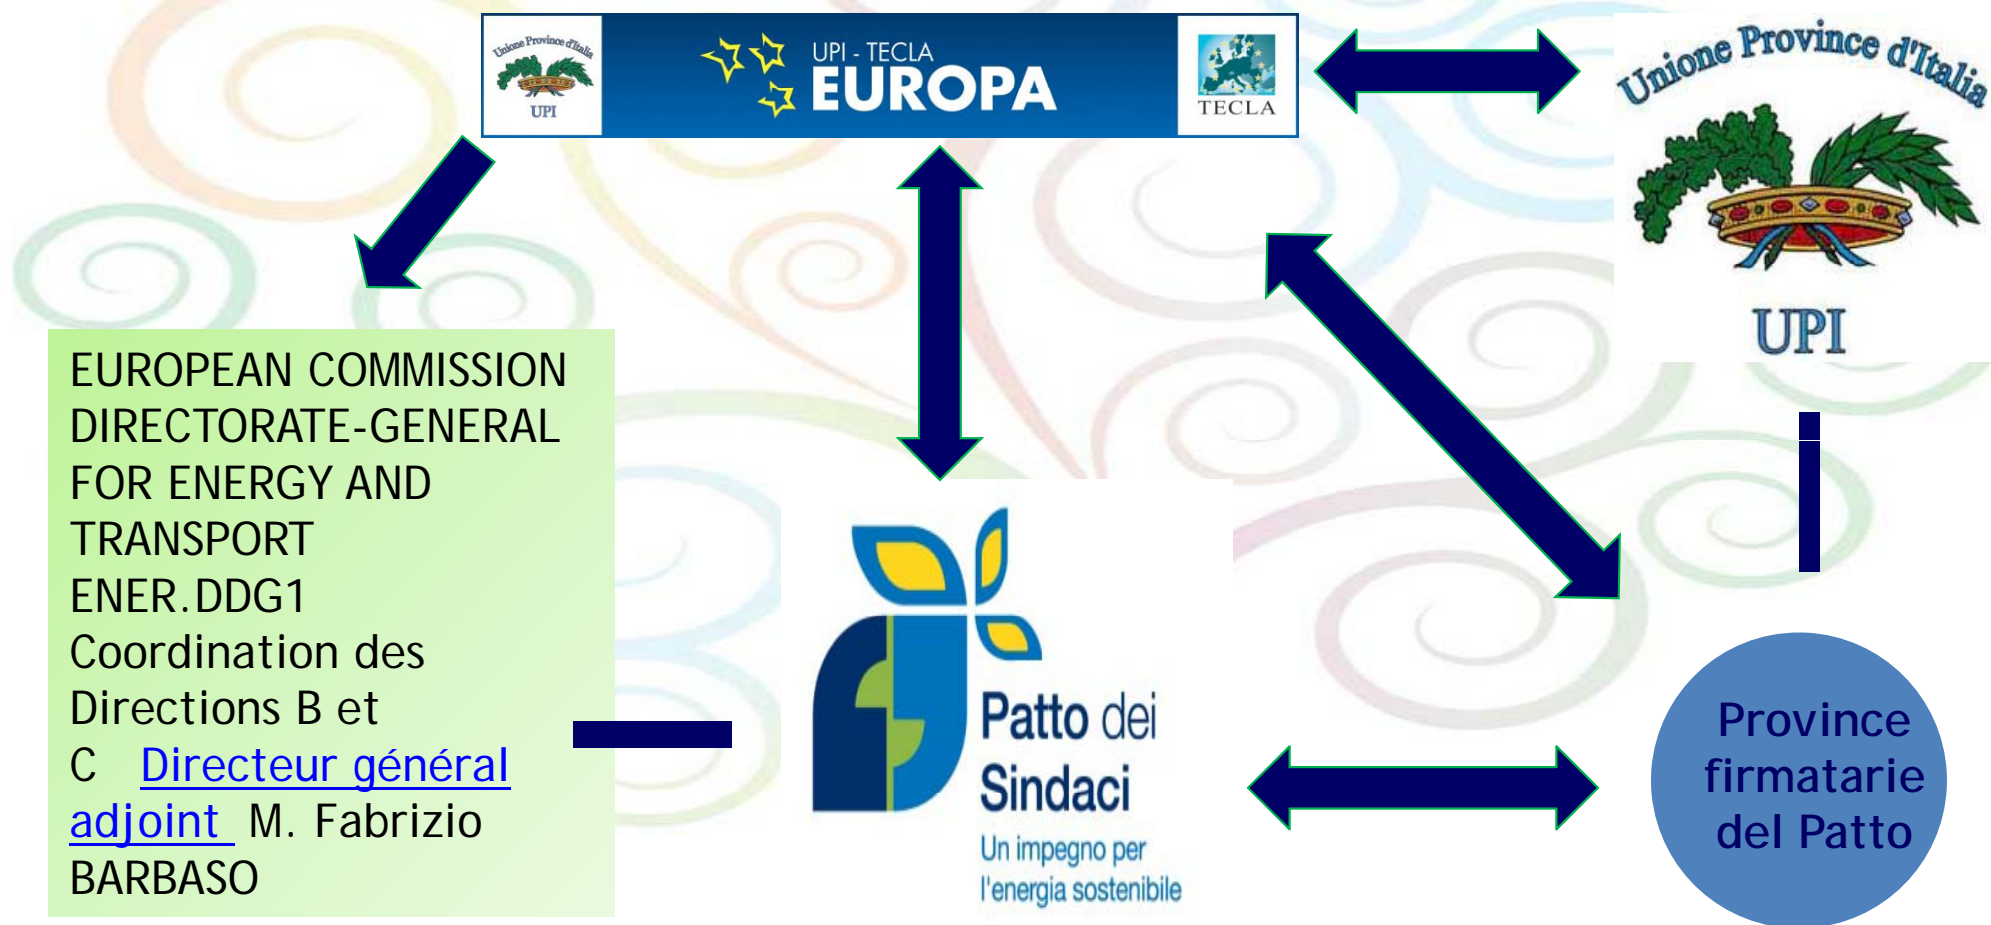 Unione Province d'Italia
UPI
UPI - TECLA
EUROPA
TECLA
Unione Province d'Italia
UPI
EUROPEAN COMMISSION
DIRECTORATE-GENERAL
FOR ENERGY AND
TRANSPORT
ENER.DDG1
Coordination des
Directions B et
C Directeur général
adjoint M. Fabrizio
BARBASO
Patto dei
Sindaci
Un impegno per
l'energia sostenibile
Province
firmatarie
del Patto